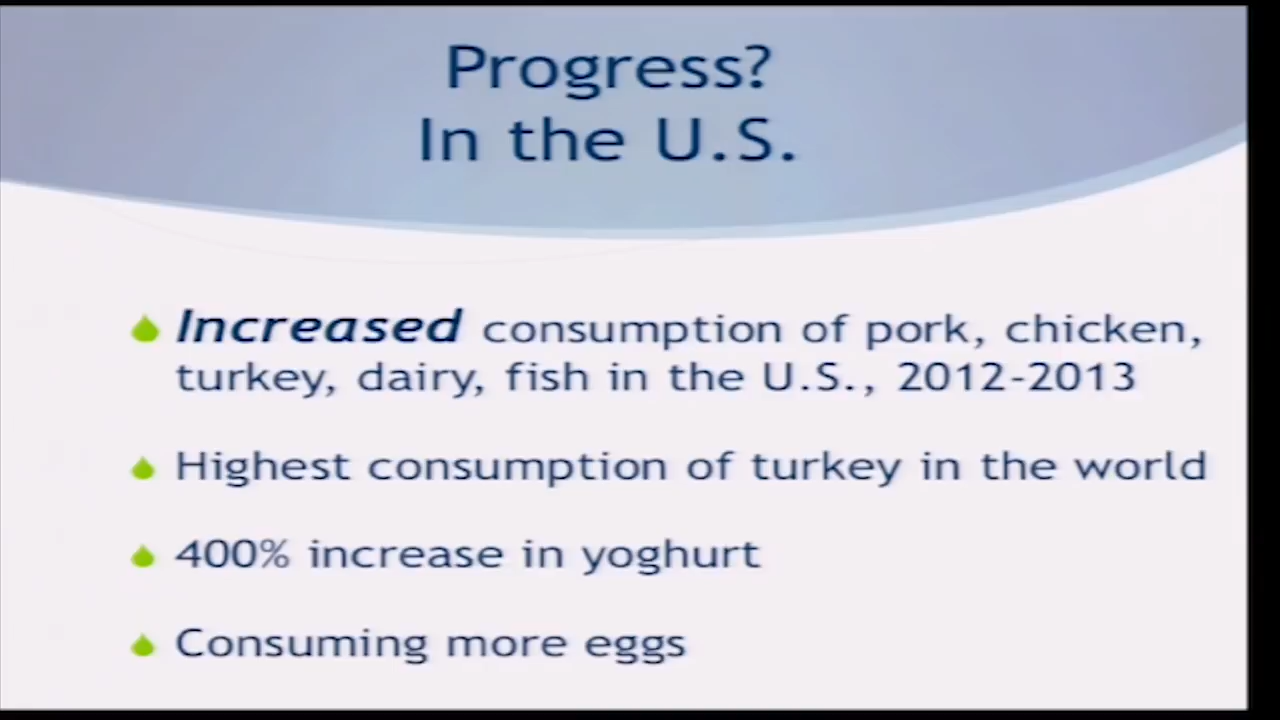 Progress?
In the U.S.
Increased consumption of pork, chicken,
turkey, dairy, fish in the U.S., 2012-2013
Highest consumption of turkey in the world
400% increase in yoghurt
Consuming more eggs